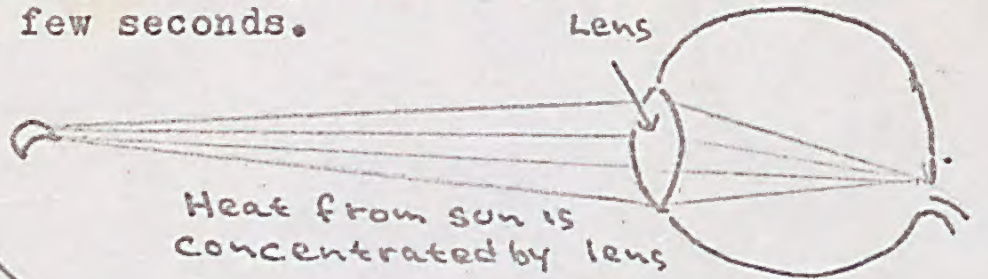 few seconds.
Lens
Heat from sun is
concentrated by lens